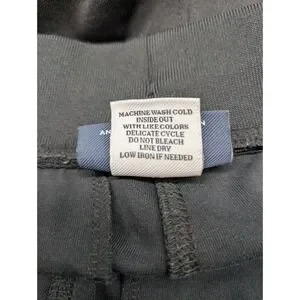 MACHINE WASH COLD
INSIDE OUT
WITH LIKE COLORS
DELICATE CYCLE
DO NOT BLEACH
LINE DRY
LOW IRON IF NEEDED